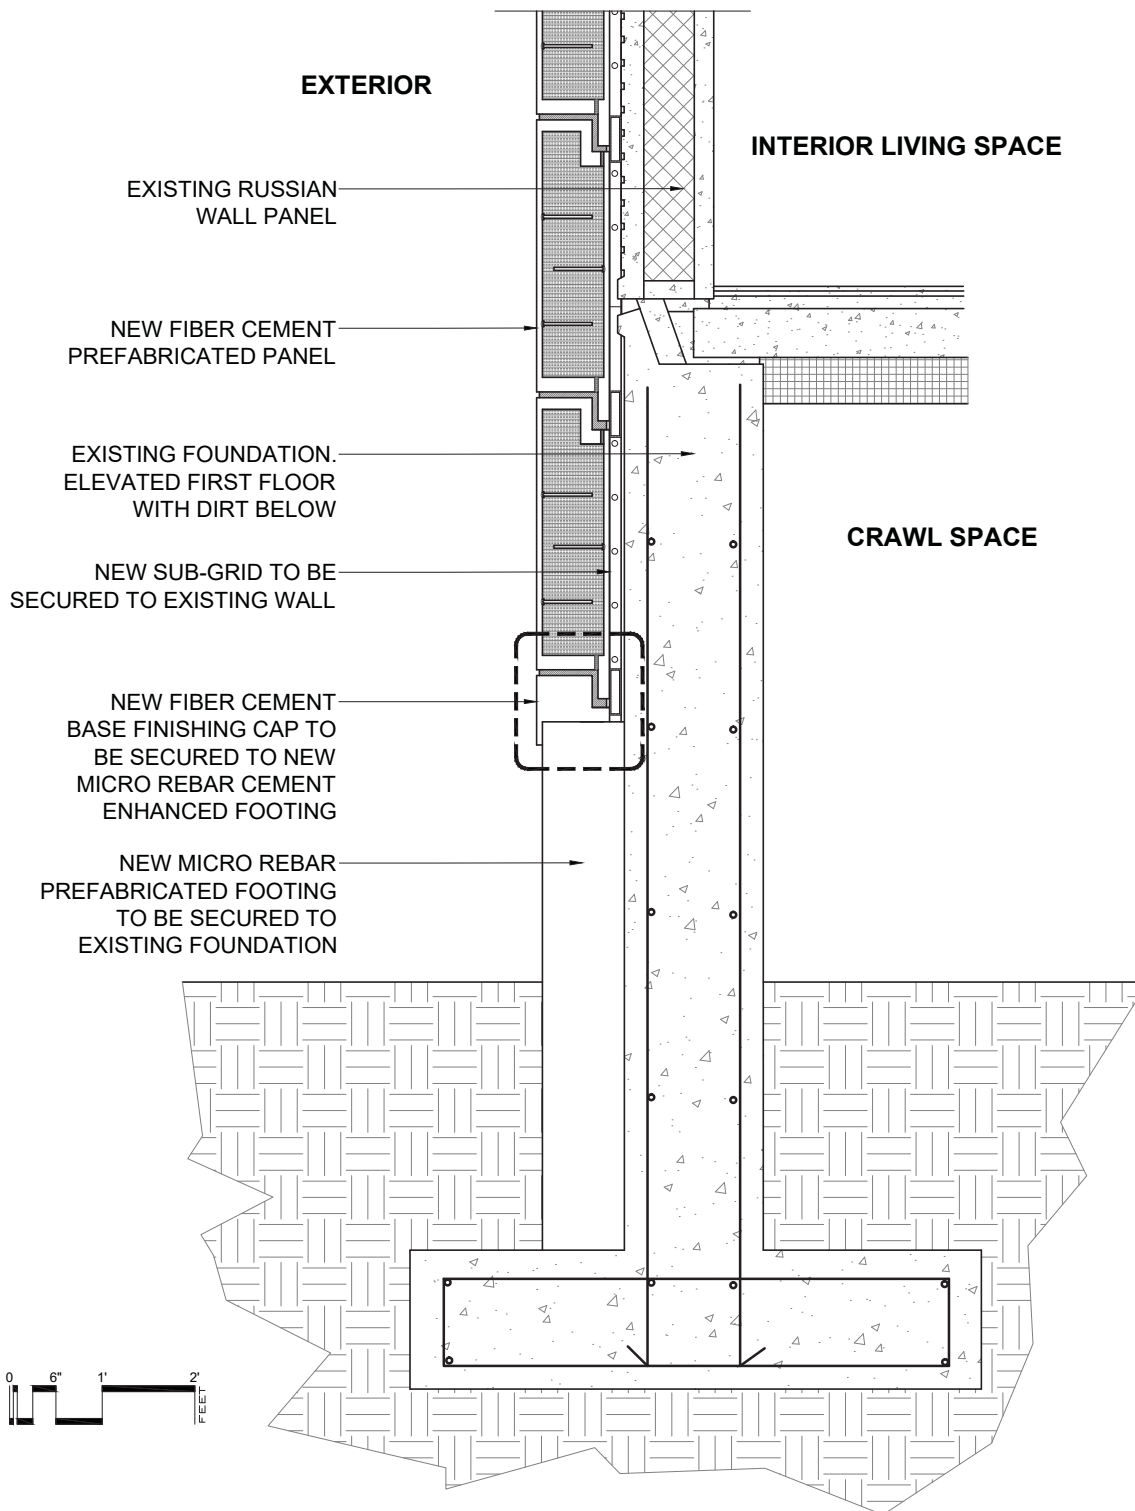 EXTERIOR
INTERIOR LIVING SPACE
EXISTING RUSSIAN
WALL PANEL
NEW FIBER CEMENT
PREFABRICATED PANEL
EXISTING FOUNDATION.
ELEVATED FIRST FLOOR
WITH DIRT BELOW
CRAWL SPACE
NEW SUB-GRID TO BE
SECURED TO EXISTING WALL
NEW FIBER CEMENT
BASE FINISHING CAP TO
BE SECURED TO NEW
MICRO REBAR CEMENT
ENHANCED FOOTING
NEW MICRO REBAR
PREFABRICATED FOOTING
TO BE SECURED TO
EXISTING FOUNDATION
0 6" 1' 2'
FEET